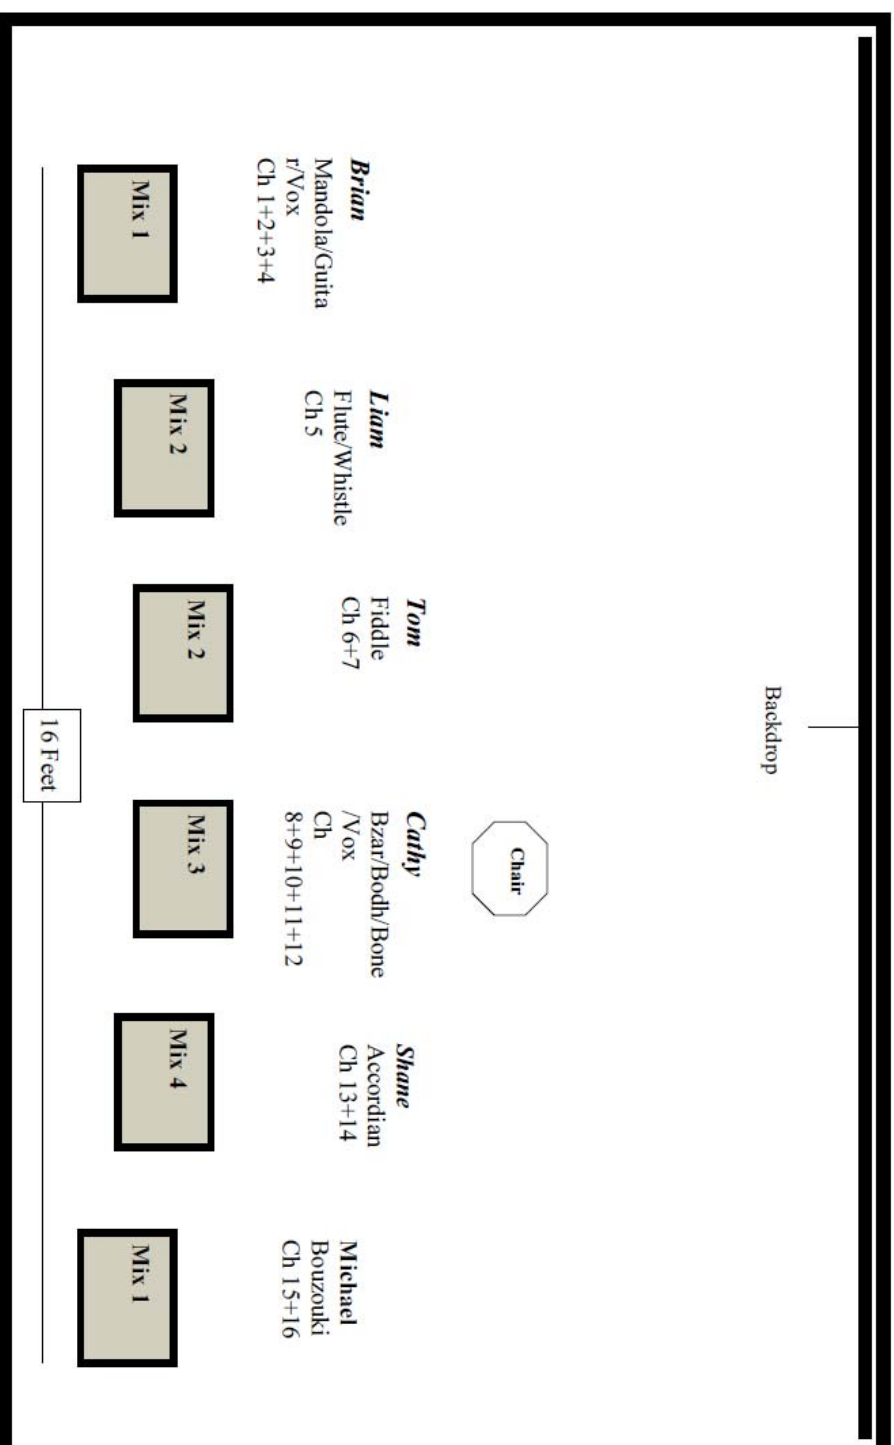 Backdrop
Chair
Brian
Mandola/Guita
r/Vox
Ch 1+2+3+4
Liam
Flute/Whistle
Ch 5
Tom
Fiddle
Ch 6+7
Cathy
Bzar/Bodh/Bone
/Vox
Ch
8+9+10+11+12
Shane
Accordian
Ch 13+14
Michael
Bouzouki
Ch 15+16
Mix 1
Mix 2
Mix 2
Mix 3
Mix 4
Mix 1
16 Feet